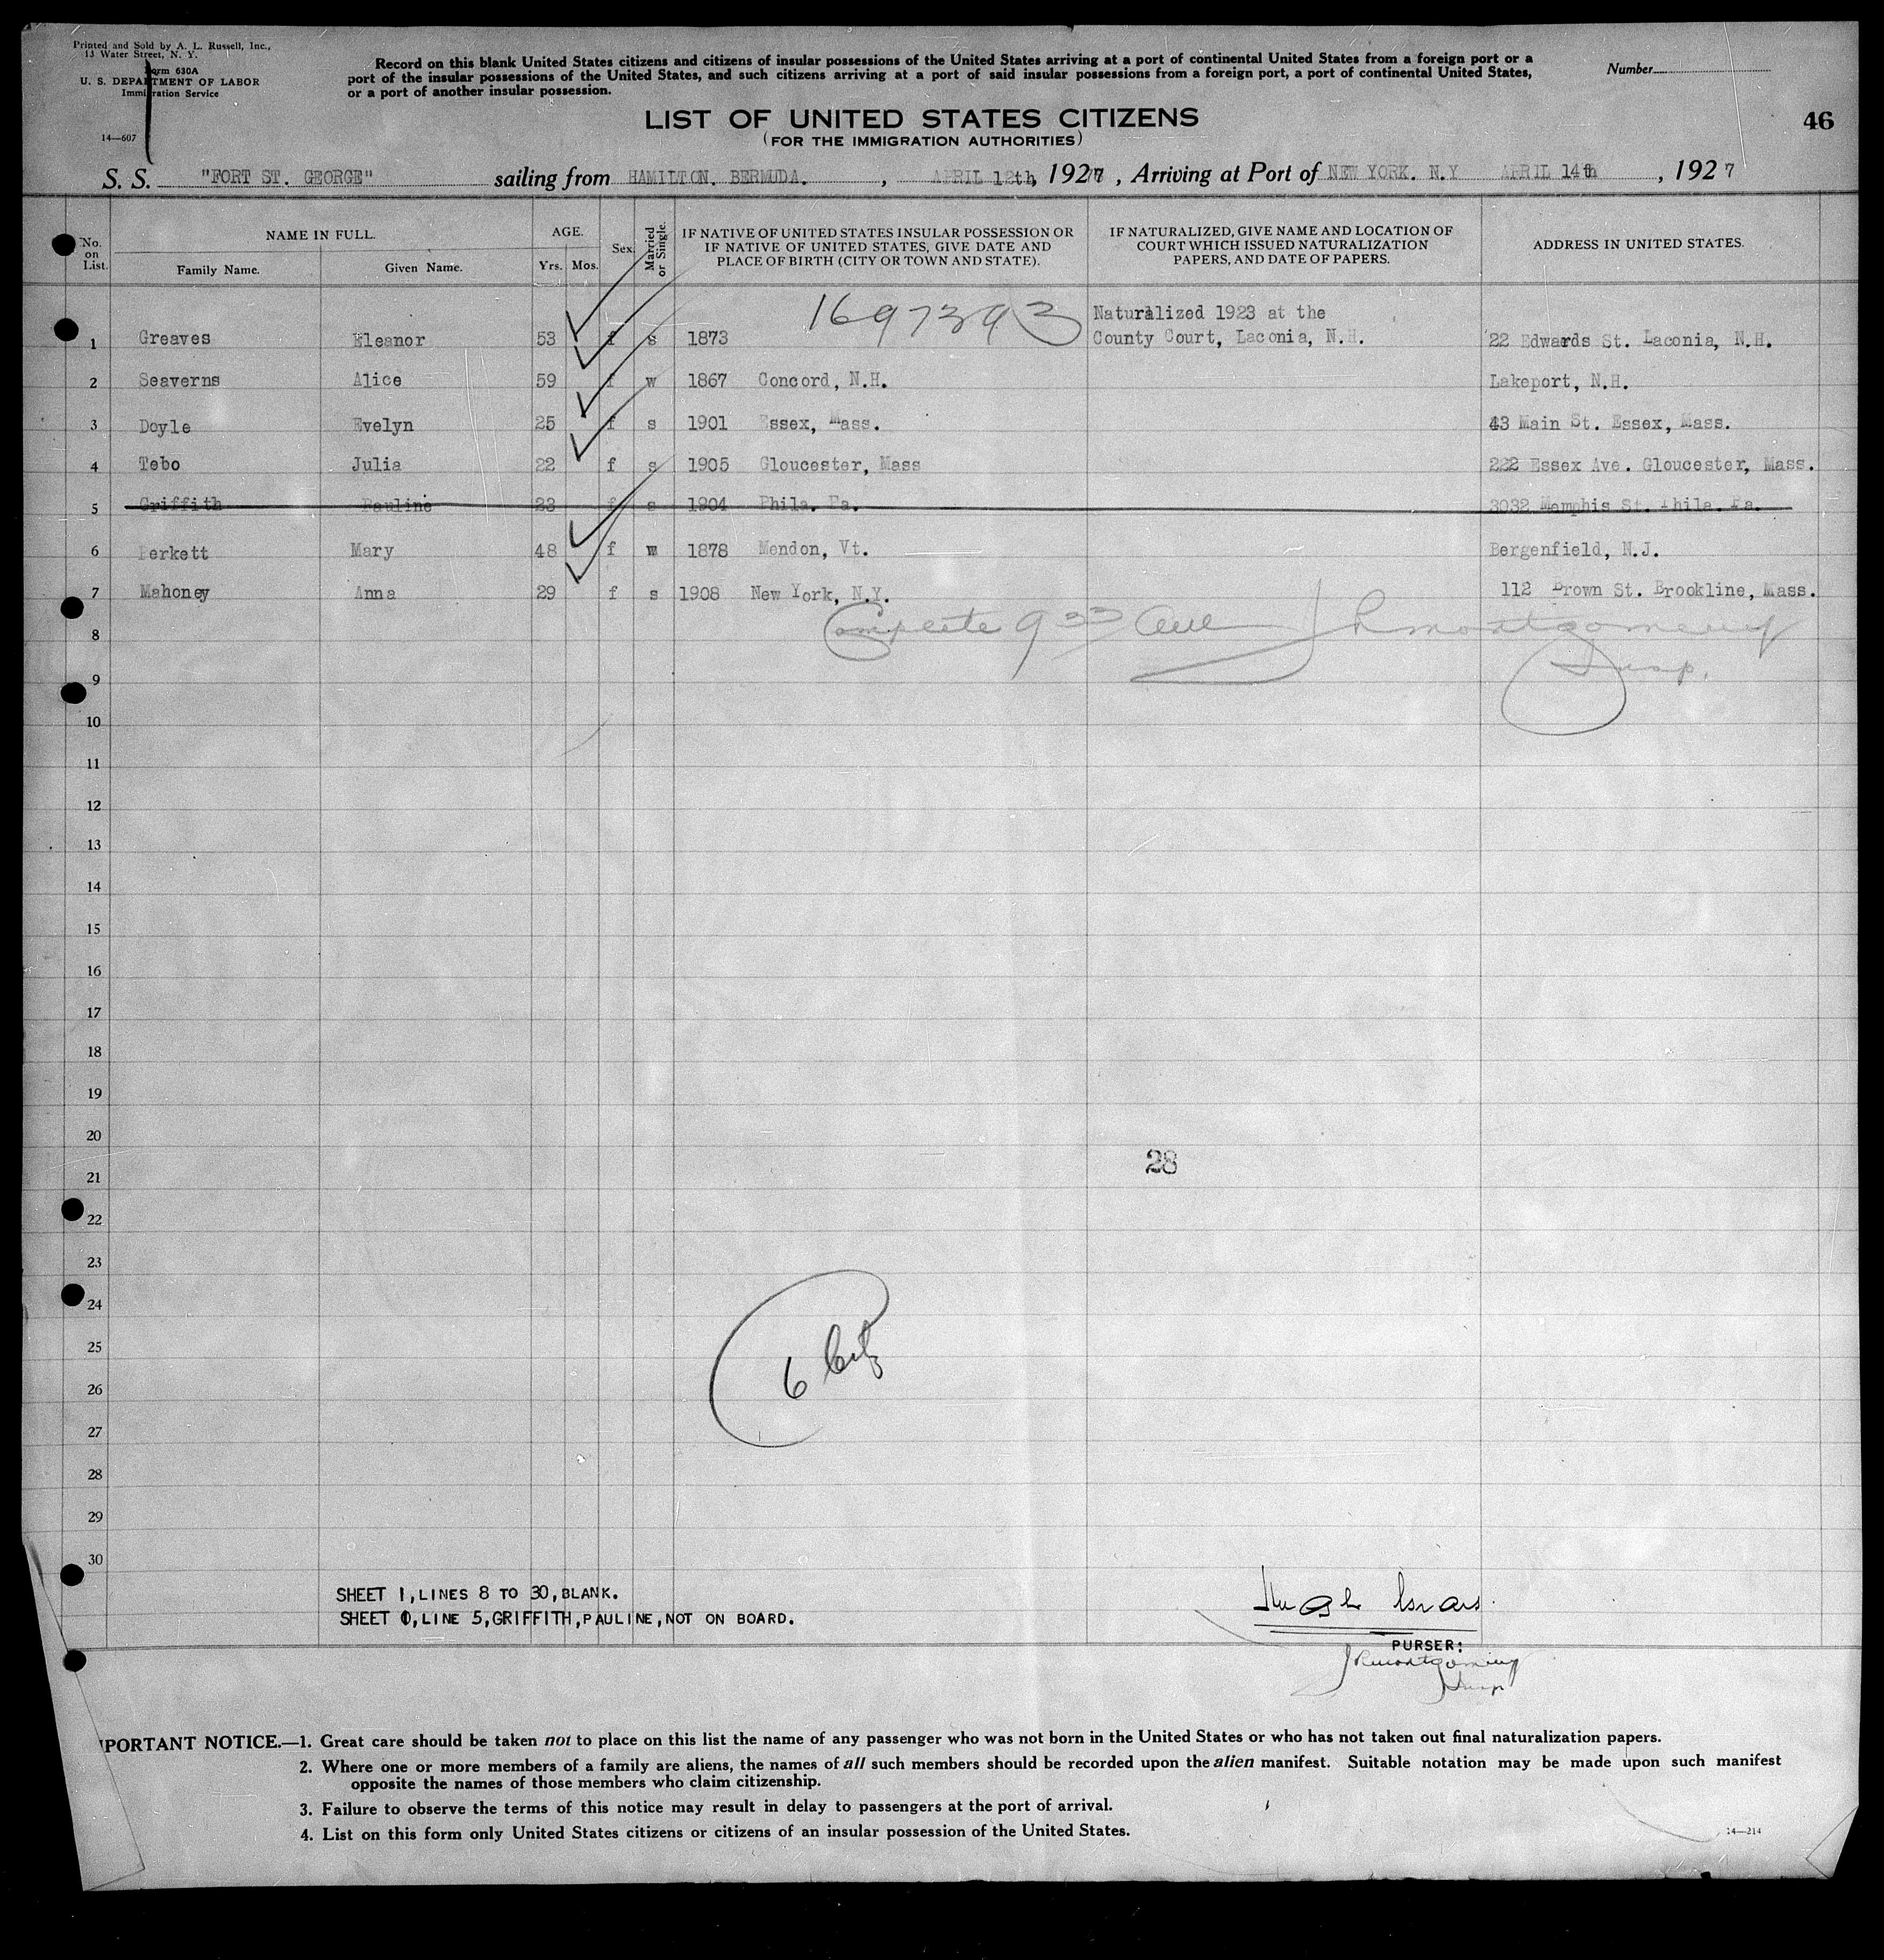 Printed and Sold by A. L. Russell, Inc.,
13 Water Street, N. Y.
Form 630A
U. S. DEPARTMENT OF LABOR
Immigration Service
14—607
Record on this blank United States citizens and citizens of insular possessions of the United States arriving at a port of continental United States from a foreign port or a
port of the insular possessions of the United States, and such citizens arriving at a port of said insular possessions from a foreign port, a port of continental United States,
or a port of another insular possession.
Number
LIST OF UNITED STATES CITIZENS
(FOR THE IMMIGRATION AUTHORITIES)
46
S. S. "FORT ST. GEORGE" sailing from HAMILTON. BERMUDA. , APRIL 12th, 1927 , Arriving at Port of NEW YORK. N.Y APRIL 14th , 1927
No. on List.
NAME IN FULL.
Family Name. Given Name.
AGE.
Yrs. Mos.
Sex
Married or Single.
IF NATIVE OF UNITED STATES INSULAR POSSESSION OR
IF NATIVE OF UNITED STATES, GIVE DATE AND
PLACE OF BIRTH (CITY OR TOWN AND STATE).
IF NATURALIZED, GIVE NAME AND LOCATION OF
COURT WHICH ISSUED NATURALIZATION
PAPERS, AND DATE OF PAPERS.
ADDRESS IN UNITED STATES.
1697393
Naturalized 1923 at the
1 Greaves Eleanor 53 f s 1873 County Court, Laconia, N.H. 22 Edwards St. Laconia, N.H.
2 Seaverns Alice 59 f w 1867 Concord, N.H. Lakeport, N.H.
3 Doyle Evelyn 25 f s 1901 Essex, Mass. 43 Main St. Essex, Mass.
4 Tebo Julia 22 f s 1905 Gloucester, Mass 222 Essex Ave. Gloucester, Mass.
5 Griffith Pauline 23 f s 1904 Phila. Pa. 3032 Memphis St. Phila. Pa.
6 Perkett Mary 48 f m 1878 Mendon, Vt. Bergenfield, N.J.
7 Mahoney Anna 29 f s 1908 New York, N.Y. 112 Brown St. Brookline, Mass.
Complete 9 33 AM JRMontgomery
8
Insp.
9
10
11
12
13
14
15
16
17
18
19
20
28
21
22
23
24
25
6 Citz
26
27
28
29
30
SHEET 1, LINES 8 TO 30, BLANK.
SHEET 1, LINE 5, GRIFFITH, PAULINE, NOT ON BOARD.
PURSER:
JRMontgomery
Insp
PORTANT NOTICE.—1. Great care should be taken not to place on this list the name of any passenger who was not born in the United States or who has not taken out final naturalization papers.
2. Where one or more members of a family are aliens, the names of all such members should be recorded upon the alien manifest. Suitable notation may be made upon such manifest
opposite the names of those members who claim citizenship.
3. Failure to observe the terms of this notice may result in delay to passengers at the port of arrival.
4. List on this form only United States citizens or citizens of an insular possession of the United States.
14—214